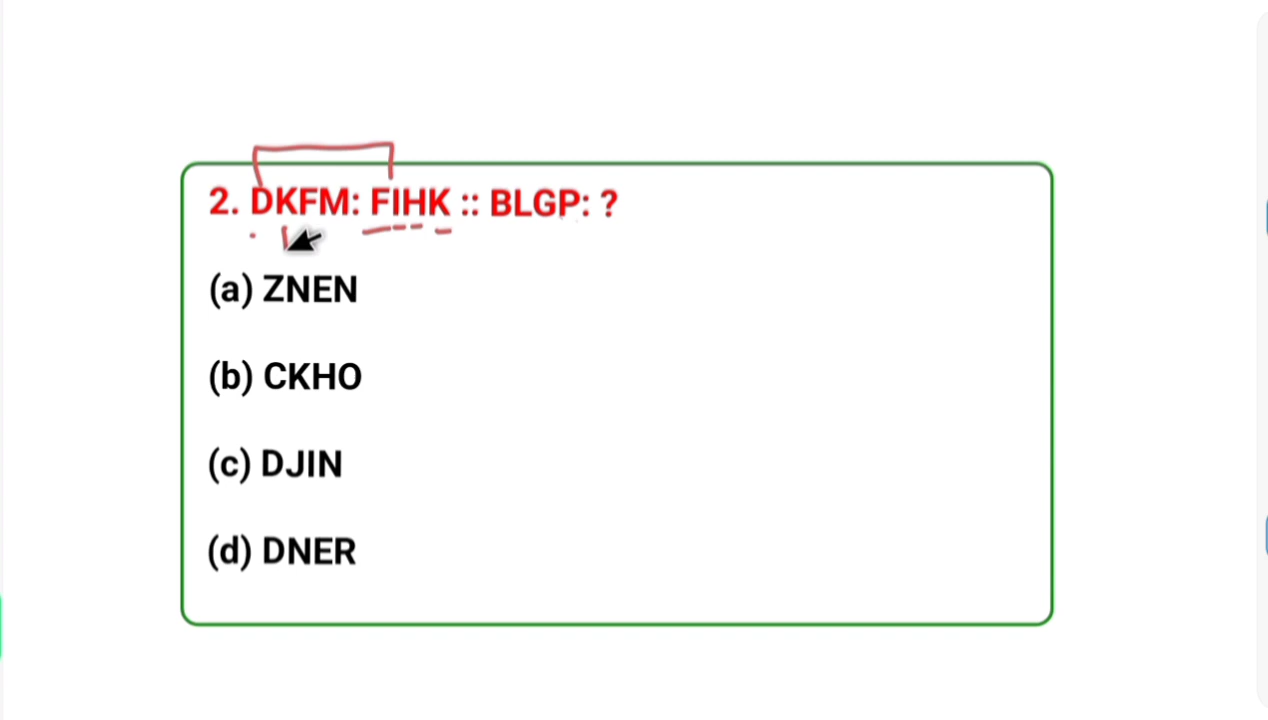 2. DKFM: FIHK :: BLGP: ?
(a) ZNEN
(b) CKHO
(c) DJIN
(d) DNER